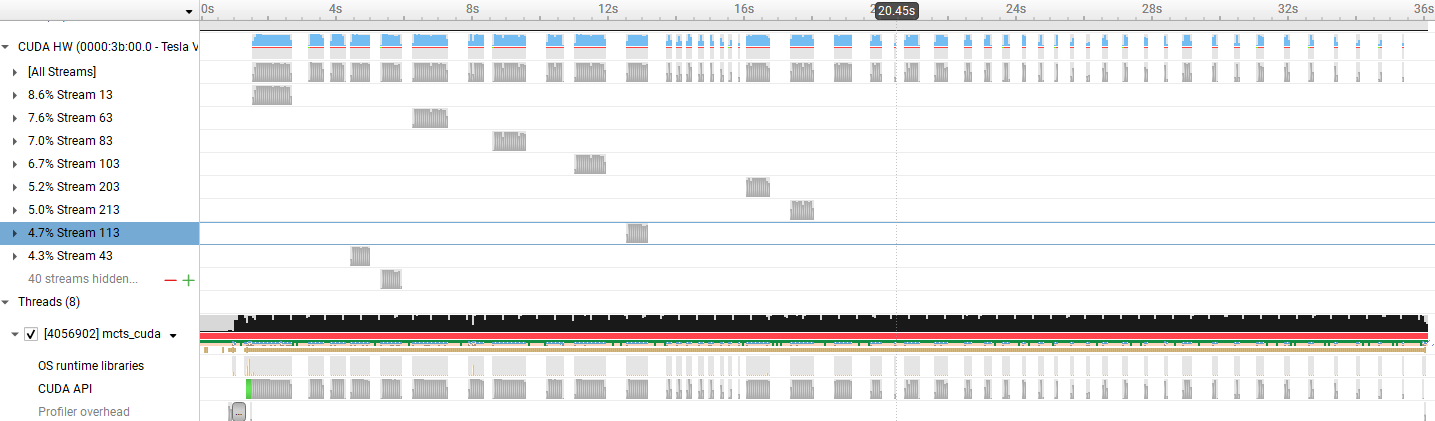 0s 4s 8s 12s 16s 20.45s 24s 28s 32s 36s
CUDA HW (0000:3b:00.0 - Tesla V
[All Streams]
8.6% Stream 13
7.6% Stream 63
7.0% Stream 83
6.7% Stream 103
5.2% Stream 203
5.0% Stream 213
4.7% Stream 113
4.3% Stream 43
40 streams hidden...
Threads (8)
[4056902] mcts_cuda
OS runtime libraries
CUDA API
Profiler overhead
...